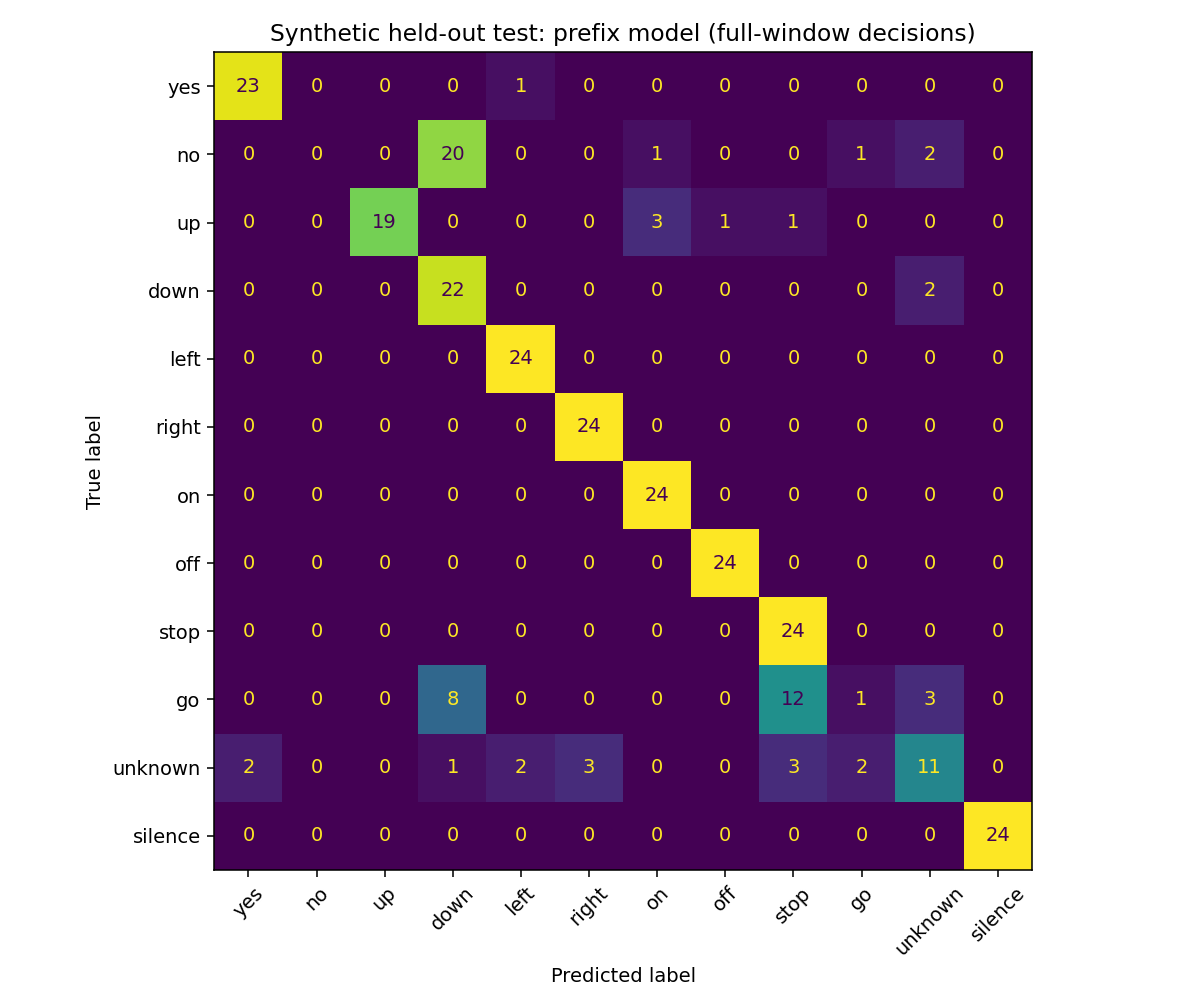 Synthetic held-out test: prefix model (full-window decisions)
yes 23 0 0 0 1 0 0 0 0 0 0 0
no 0 0 0 20 0 0 1 0 0 1 2 0
up 0 0 19 0 0 0 3 1 1 0 0 0
down 0 0 0 22 0 0 0 0 0 0 2 0
left 0 0 0 0 24 0 0 0 0 0 0 0
right 0 0 0 0 0 24 0 0 0 0 0 0
on 0 0 0 0 0 0 24 0 0 0 0 0
off 0 0 0 0 0 0 0 24 0 0 0 0
stop 0 0 0 0 0 0 0 0 24 0 0 0
go 0 0 0 8 0 0 0 0 12 1 3 0
unknown 2 0 0 1 2 3 0 0 3 2 11 0
silence 0 0 0 0 0 0 0 0 0 0 0 24
True label
yes no up down left right on off stop go unknown silence
Predicted label